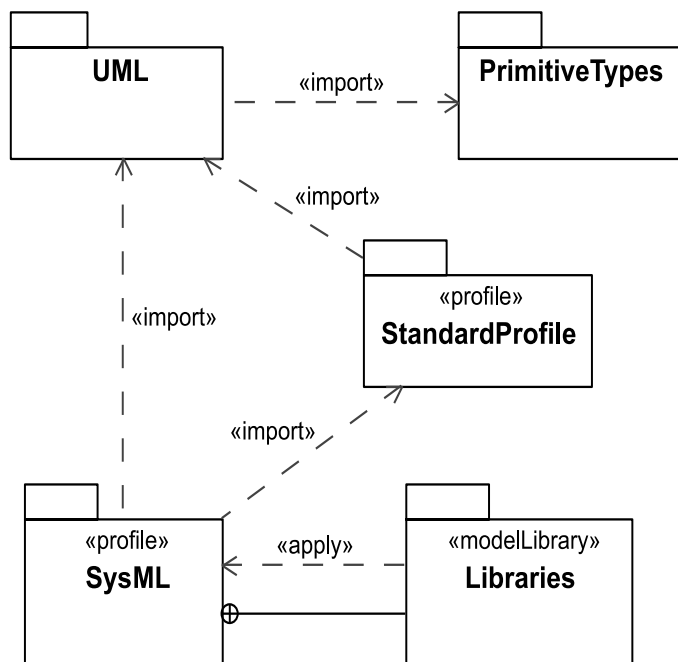 UML
«import»
PrimitiveTypes
«import»
«profile»
StandardProfile
«import»
«import»
«profile»
SysML
«apply»
«modelLibrary»
Libraries